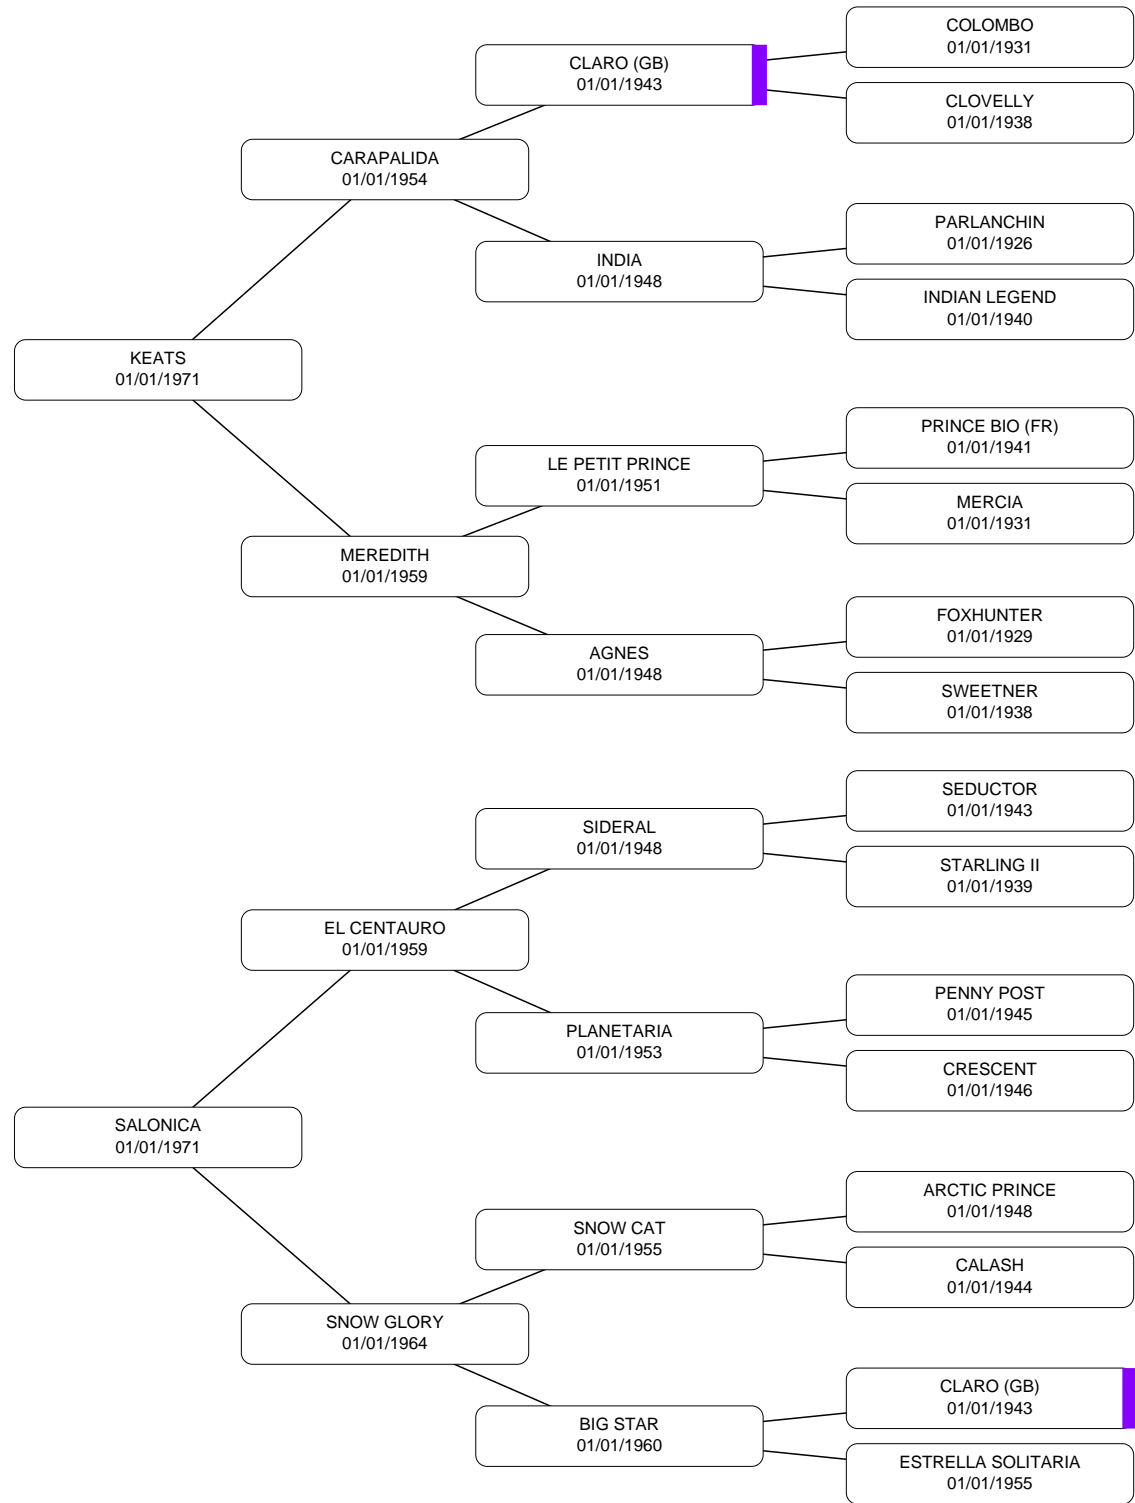 COLOMBO
01/01/1931
CLARO (GB)
01/01/1943
CLOVELLY
01/01/1938
CARAPALIDA
01/01/1954
PARLANCHIN
01/01/1926
INDIA
01/01/1948
INDIAN LEGEND
01/01/1940
KEATS
01/01/1971
PRINCE BIO (FR)
01/01/1941
LE PETIT PRINCE
01/01/1951
MERCIA
01/01/1931
MEREDITH
01/01/1959
FOXHUNTER
01/01/1929
AGNES
01/01/1948
SWEETNER
01/01/1938
SEDUCTOR
01/01/1943
SIDERAL
01/01/1948
STARLING II
01/01/1939
EL CENTAURO
01/01/1959
PENNY POST
01/01/1945
PLANETARIA
01/01/1953
CRESCENT
01/01/1946
SALONICA
01/01/1971
ARCTIC PRINCE
01/01/1948
SNOW CAT
01/01/1955
CALASH
01/01/1944
SNOW GLORY
01/01/1964
CLARO (GB)
01/01/1943
BIG STAR
01/01/1960
ESTRELLA SOLITARIA
01/01/1955